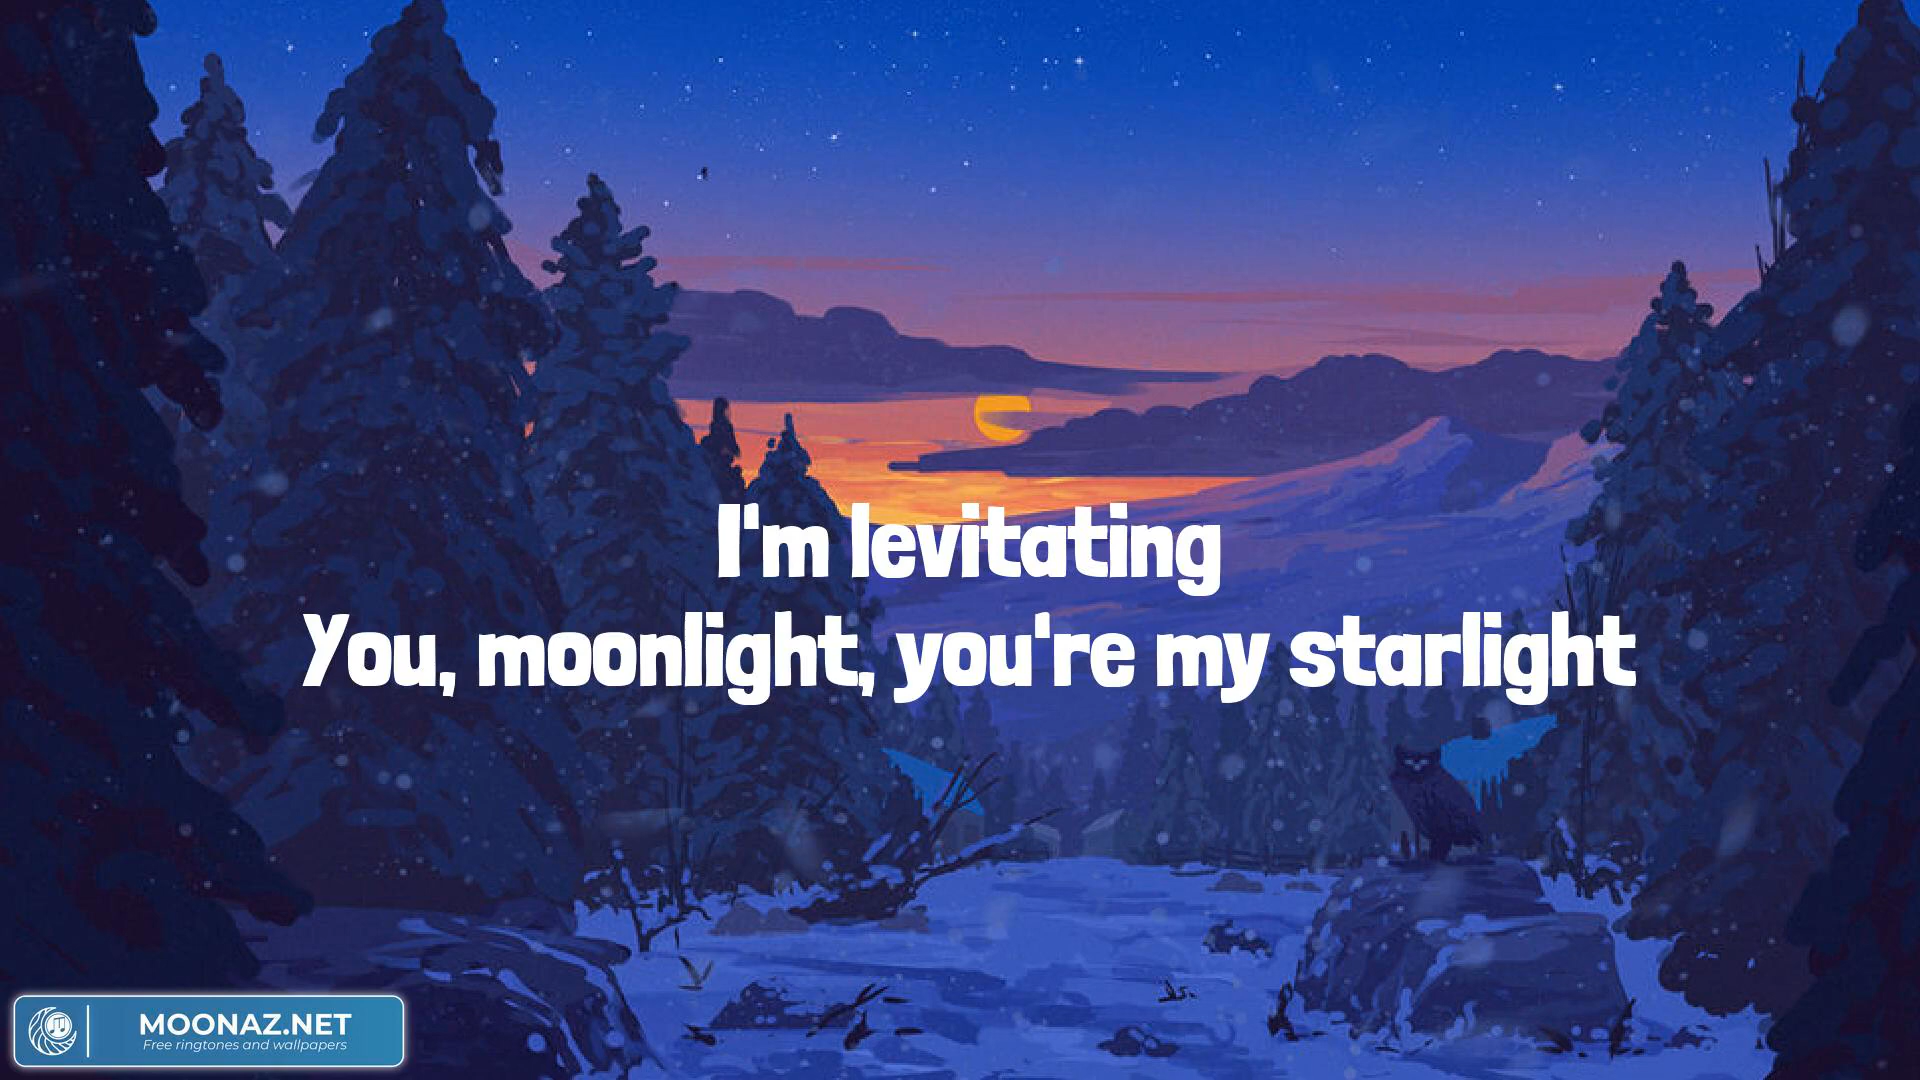 I'm levitating
You, moonlight, you're my starlight
MOONAZ.NET
Free ringtones and wallpapers